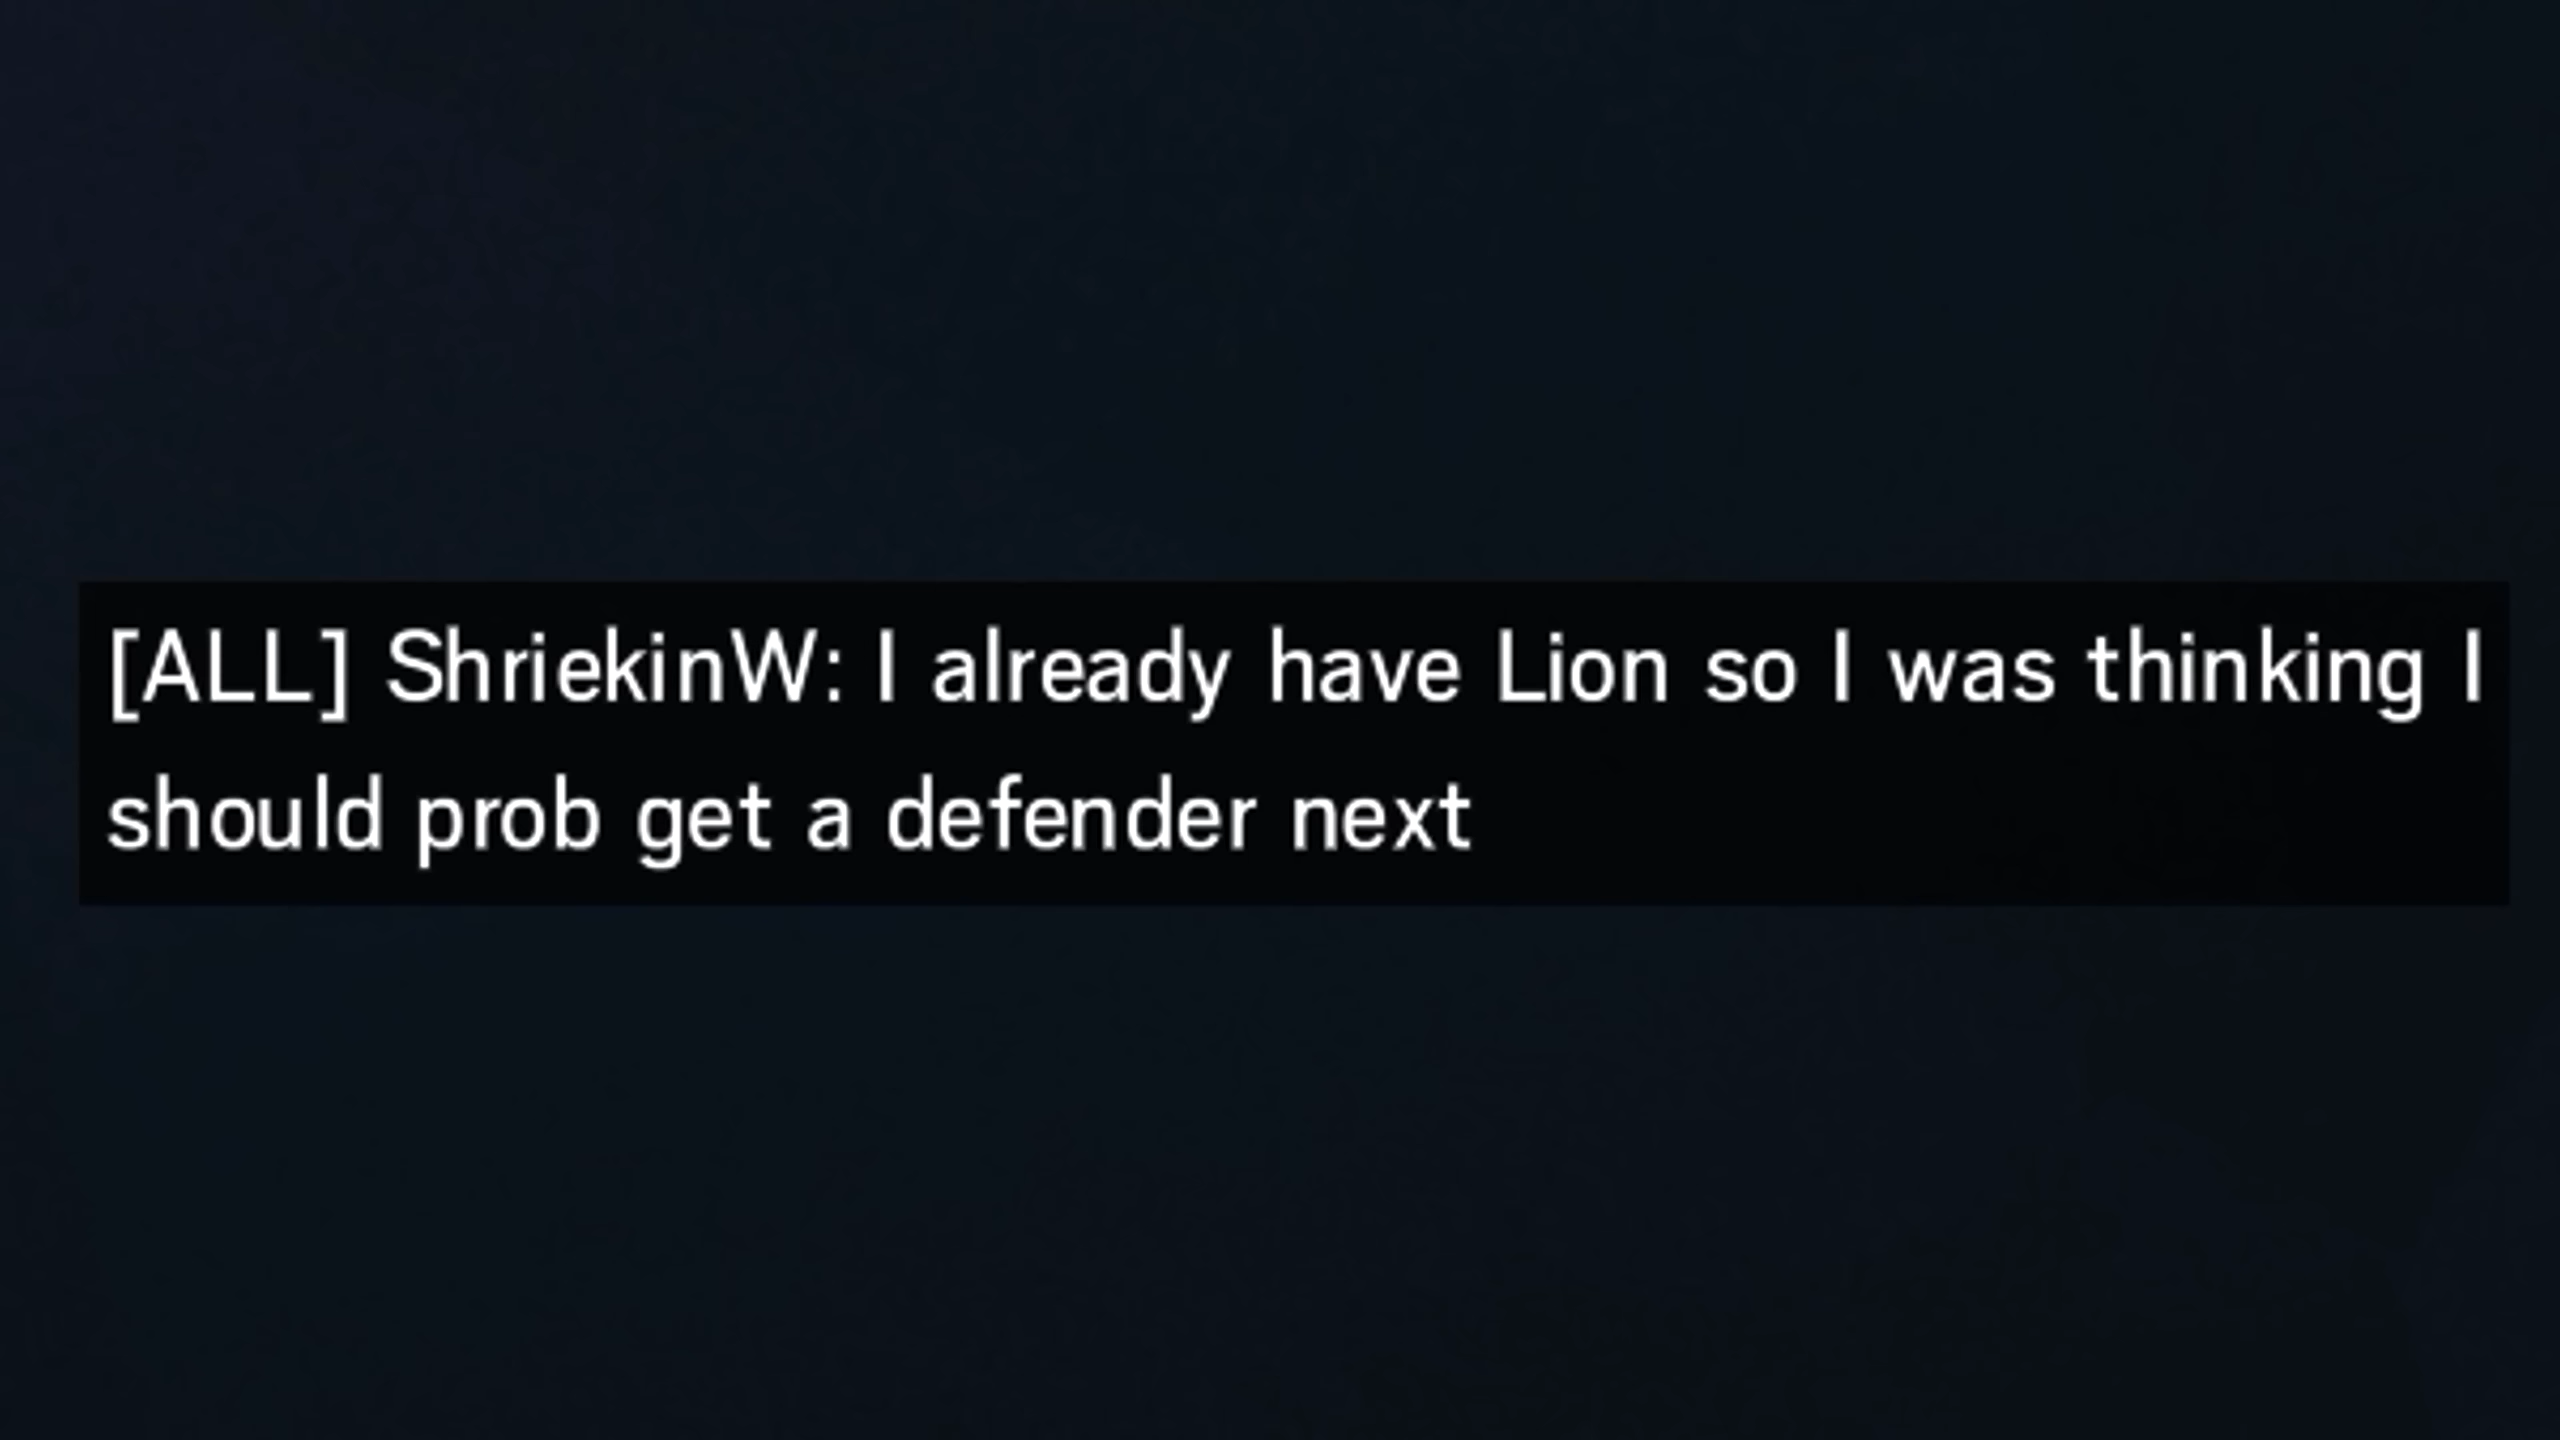 [ALL] ShriekinW: I already have Lion so I was thinking I
should prob get a defender next